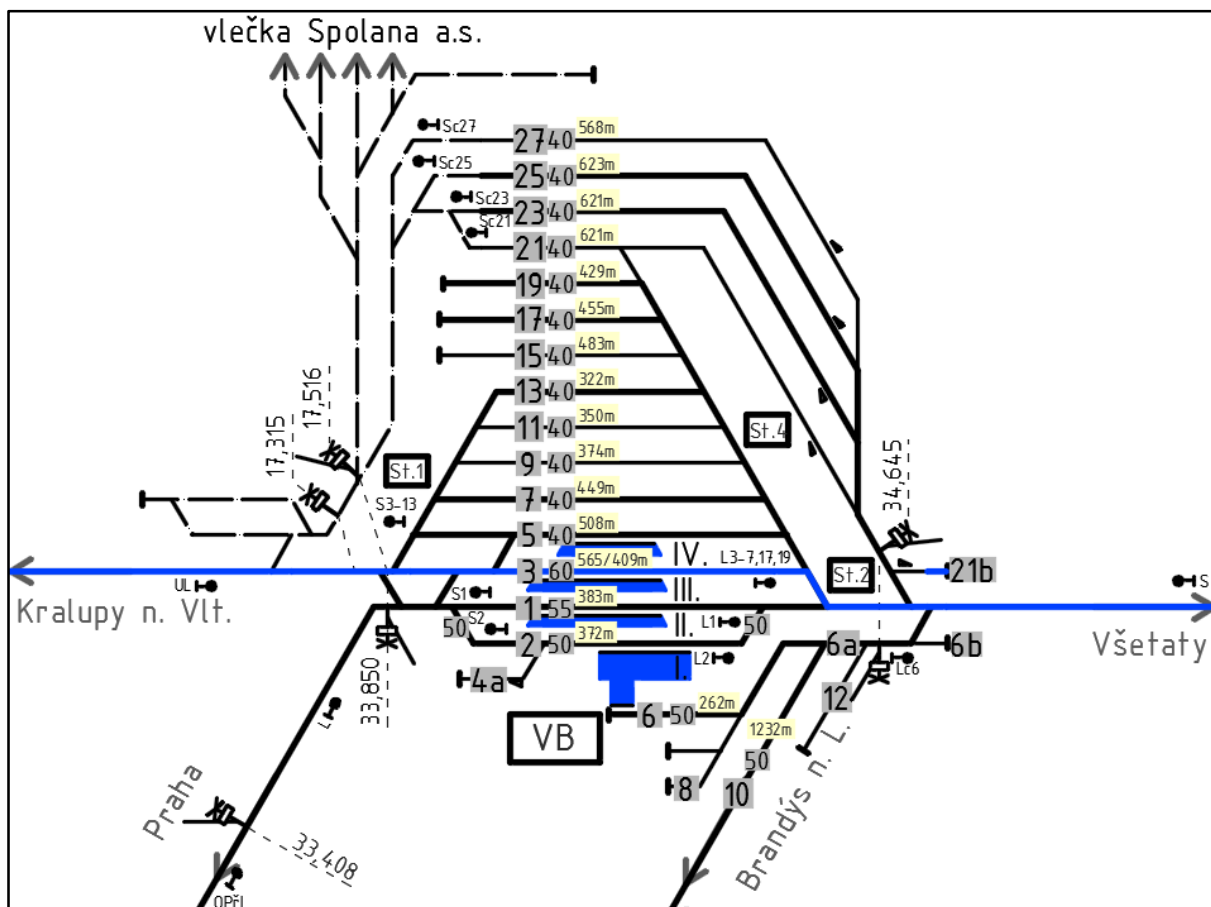 vlečka Spolana a.s.
Sc27
27 40 568m
Sc25
25 40 623m
Sc23
23 40 621m
Sc21
21 40 621m
19 40 429m
17 40 455m
15 40 483m
17,516
13 40 322m
17,315
11 40 350m
St.4
St.1
9 40 374m
34,645
7 40 449m
S3-13
5 40 508m
IV. L3-7,17,19
3 60 565/409m
St.2
21b
UL
S
Kralupy n. Vlt.
S1
III.
1 55 383m
50
S2
II. L1
50
2 50 372m
6a
6b
Všetaty
4a
I.
L2
Lc6
33,850
12
L
6 50 262m
VB
1232m
50
8
10
Brandýs n. L.
Praha
33,408
OPřL